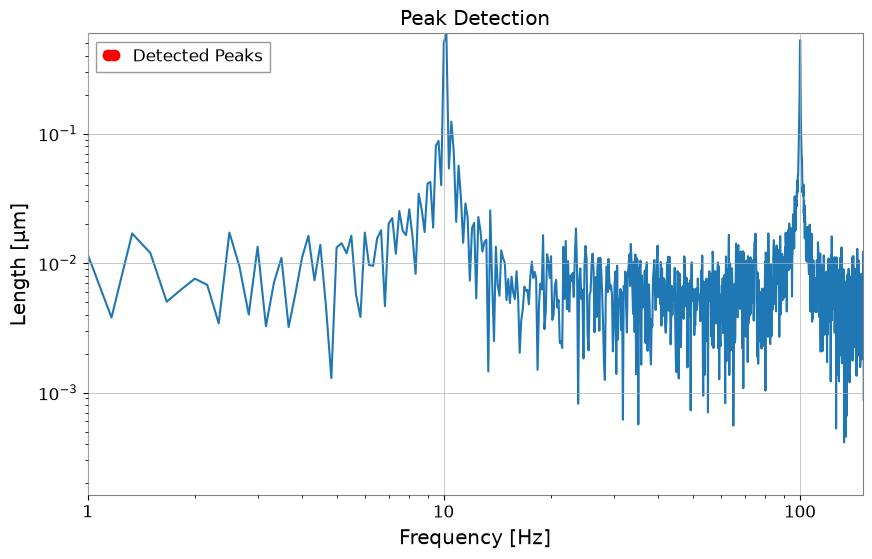 Peak Detection
Detected Peaks
Length [µm]
10⁻¹
10⁻²
10⁻³
1
10
100
Frequency [Hz]